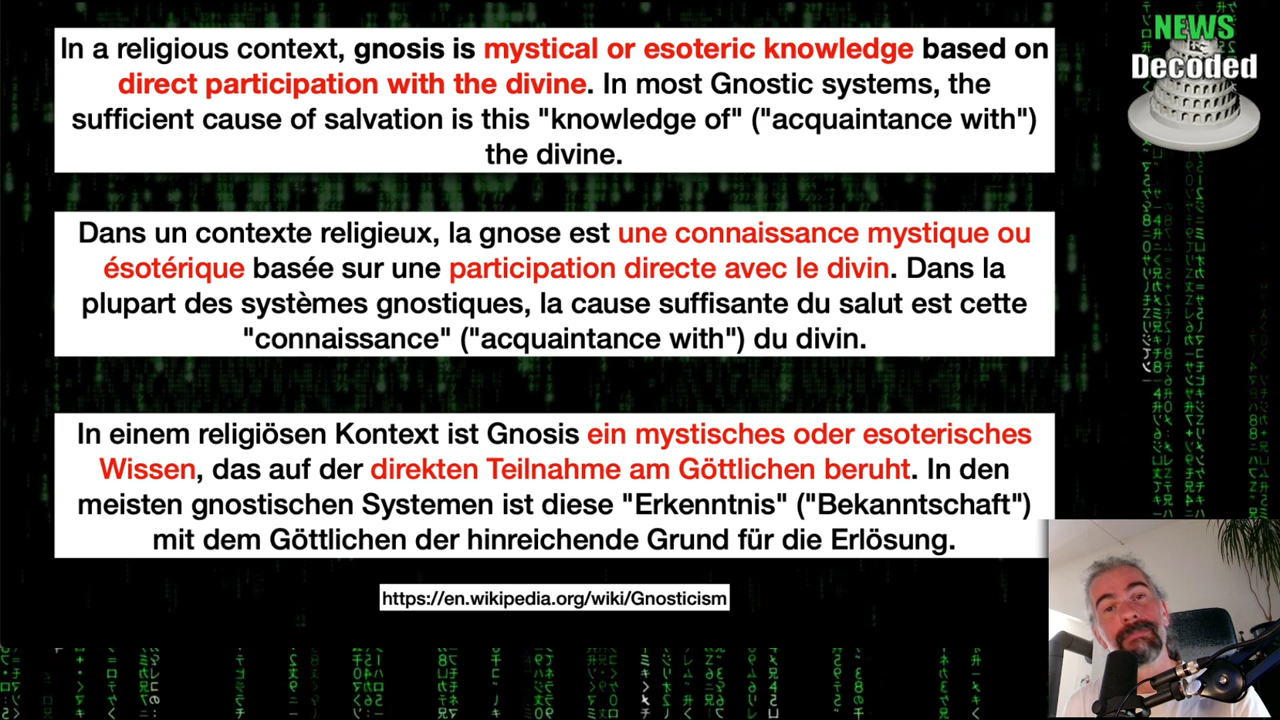 In a religious context, gnosis is mystical or esoteric knowledge based on
direct participation with the divine. In most Gnostic systems, the
sufficient cause of salvation is this "knowledge of" ("acquaintance with")
the divine.
Dans un contexte religieux, la gnose est une connaissance mystique ou
ésotérique basée sur une participation directe avec le divin. Dans la
plupart des systèmes gnostiques, la cause suffisante du salut est cette
"connaissance" ("acquaintance with") du divin.
In einem religiösen Kontext ist Gnosis ein mystisches oder esoterisches
Wissen, das auf der direkten Teilnahme am Göttlichen beruht. In den
meisten gnostischen Systemen ist diese "Erkenntnis" ("Bekanntschaft")
mit dem Göttlichen der hinreichende Grund für die Erlösung.
https://en.wikipedia.org/wiki/Gnosticism
NEWS
Decoded